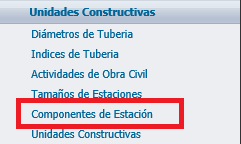 Unidades Constructivas
Diámetros de Tuberia
Indices de Tuberia
Actividades de Obra Civil
Tamaños de Estaciones
Componentes de Estación
Unidades Constructivas